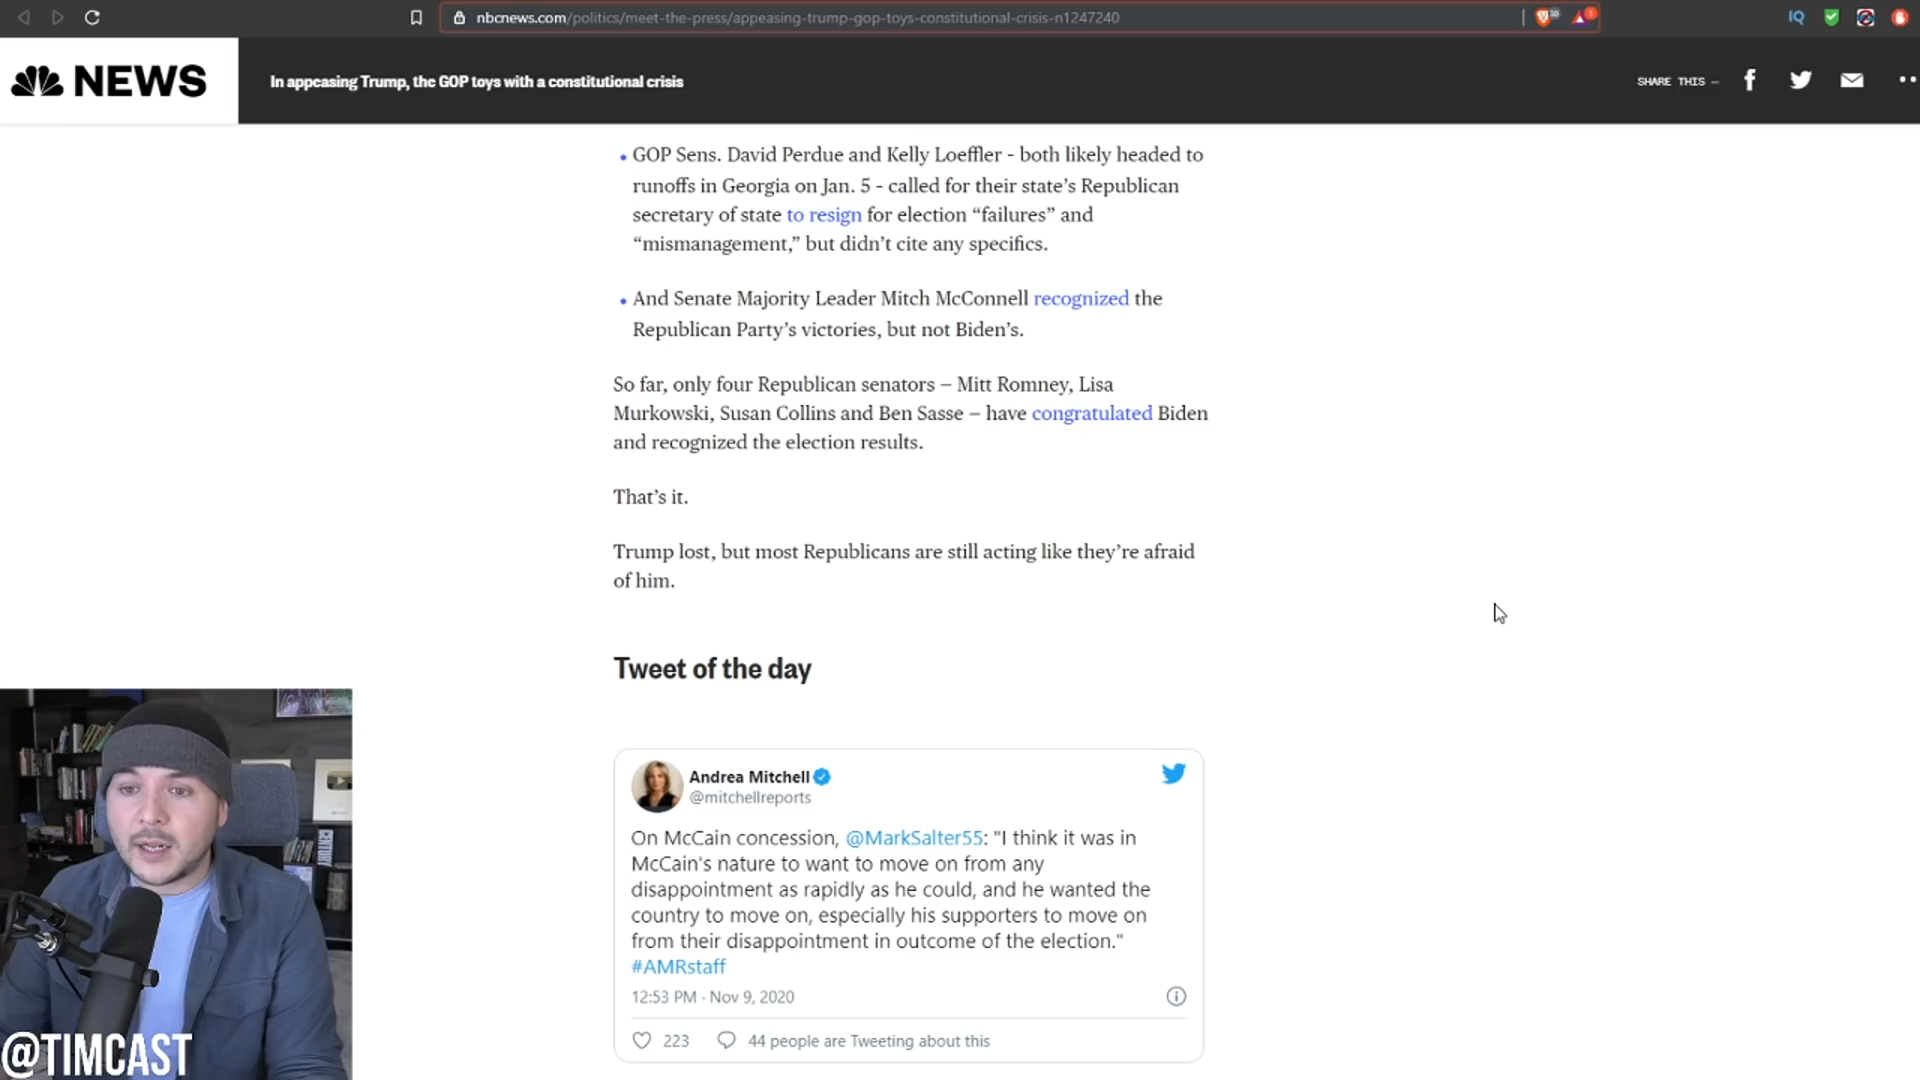 nbcnews.com/politics/meet-the-press/appeasing-trump-gop-toys-constitutional-crisis-n1247240
IQ
NEWS
In appeasing Trump, the GOP toys with a constitutional crisis
SHARE THIS —
• GOP Sens. David Perdue and Kelly Loeffler - both likely headed to
runoffs in Georgia on Jan. 5 - called for their state’s Republican
secretary of state to resign for election “failures” and
“mismanagement,” but didn’t cite any specifics.
• And Senate Majority Leader Mitch McConnell recognized the
Republican Party’s victories, but not Biden’s.
So far, only four Republican senators – Mitt Romney, Lisa
Murkowski, Susan Collins and Ben Sasse – have congratulated Biden
and recognized the election results.
That’s it.
Trump lost, but most Republicans are still acting like they’re afraid
of him.
Tweet of the day
Andrea Mitchell
@mitchellreports
On McCain concession, @MarkSalter55: "I think it was in
McCain's nature to want to move on from any
disappointment as rapidly as he could, and he wanted the
country to move on, especially his supporters to move on
from their disappointment in outcome of the election."
#AMRstaff
12:53 PM · Nov 9, 2020
223 44 people are Tweeting about this
@TIMCAST